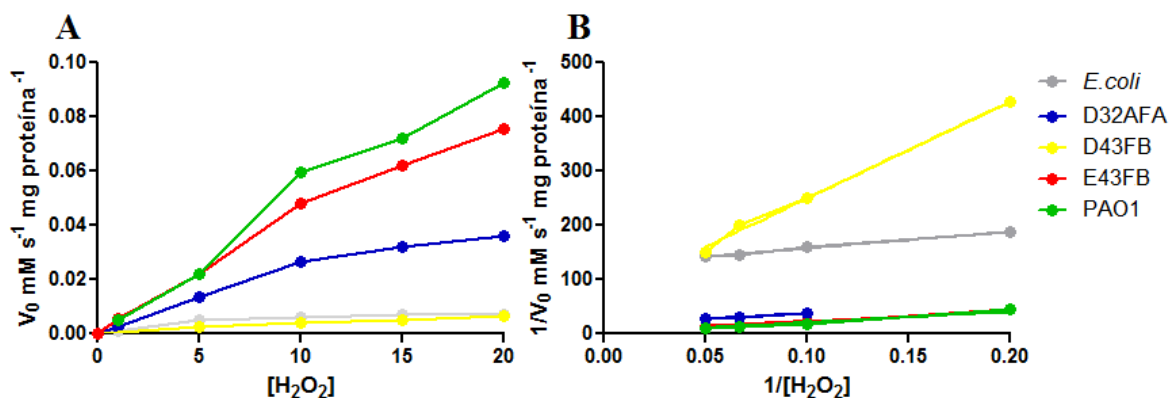 A
V₀ mM s⁻¹ mg proteína⁻¹
0.10
0.08
0.06
0.04
0.02
0.00
0 5 10 15 20
[H₂O₂]
B
1/V₀ mM s⁻¹ mg proteína⁻¹
500
400
300
200
100
0
0.00 0.05 0.10 0.15 0.20
1/[H₂O₂]
E.coli
D32AFA
D43FB
E43FB
PAO1